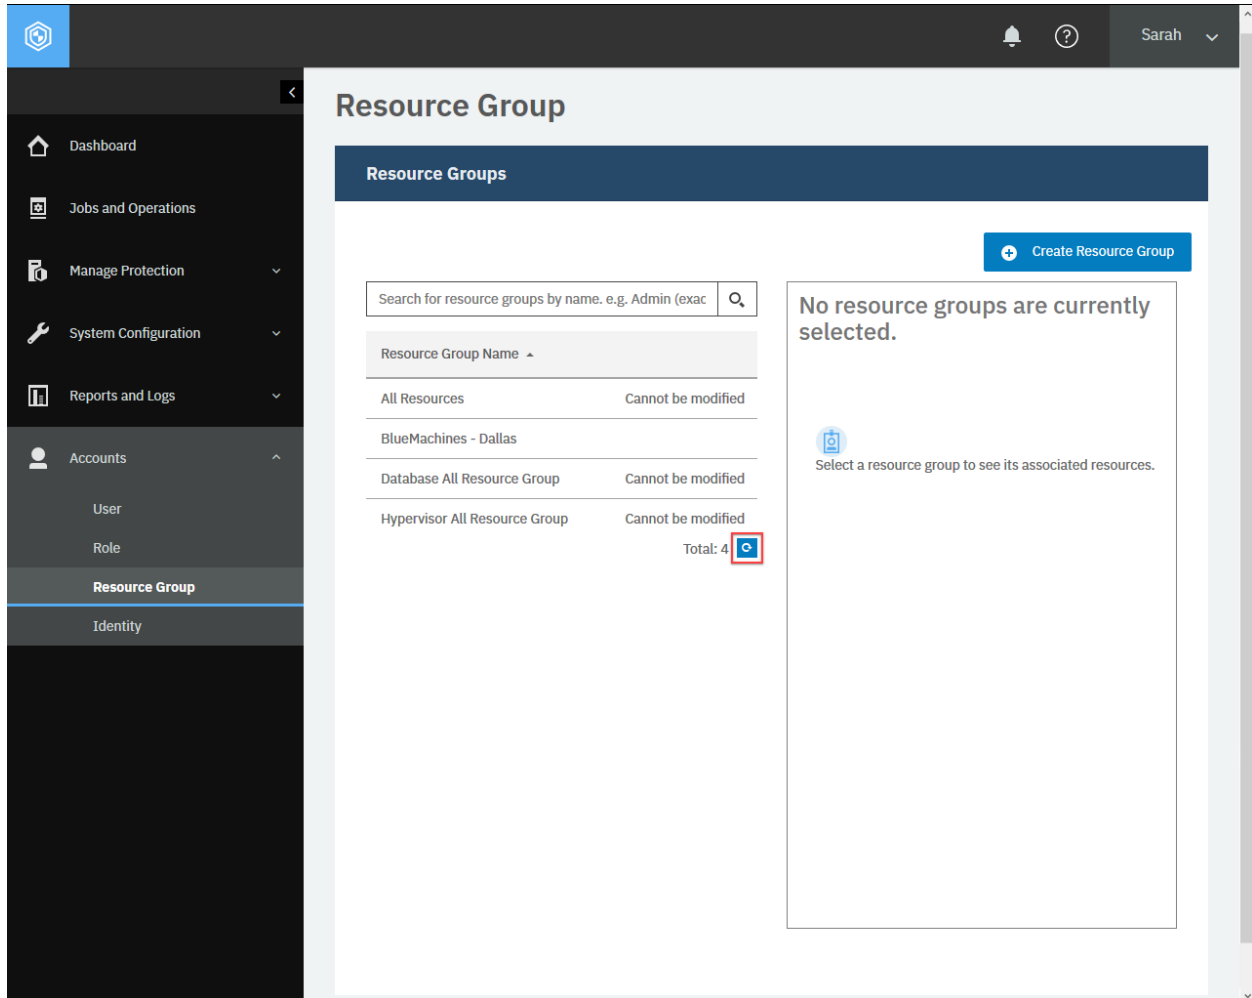 Sarah
Dashboard
Jobs and Operations
Manage Protection
System Configuration
Reports and Logs
Accounts
User
Role
Resource Group
Identity
Resource Group
Resource Groups
Create Resource Group
Search for resource groups by name. e.g. Admin (exac
Resource Group Name
All Resources Cannot be modified
BlueMachines - Dallas
Database All Resource Group Cannot be modified
Hypervisor All Resource Group Cannot be modified
Total: 4
No resource groups are currently
selected.
Select a resource group to see its associated resources.